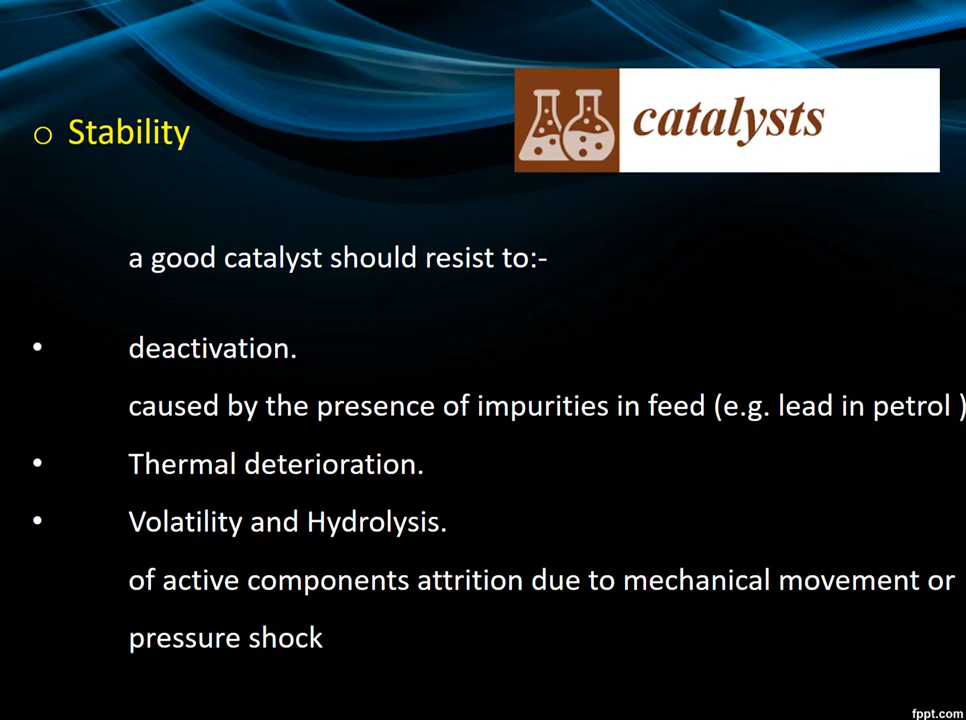 ○ Stability
catalysts
a good catalyst should resist to:-
• deactivation.
caused by the presence of impurities in feed (e.g. lead in petrol )
• Thermal deterioration.
• Volatility and Hydrolysis.
of active components attrition due to mechanical movement or
pressure shock
fppt.com